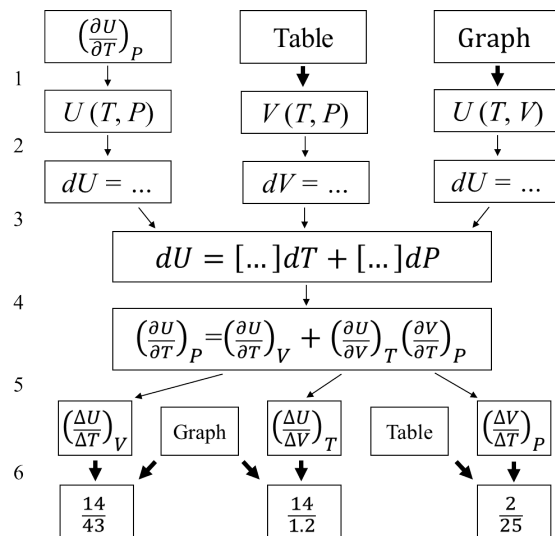 (∂U/∂T)_P Table Graph
1
U (T, P) V (T, P) U (T, V)
2
dU = ... dV = ... dU = ...
3
dU = [...]dT + [...]dP
4
(∂U/∂T)_P=(∂U/∂T)_V + (∂U/∂V)_T(∂V/∂T)_P
5
(ΔU/ΔT)_V Graph (ΔU/ΔV)_T Table (ΔV/ΔT)_P
6
14/43 14/1.2 2/25